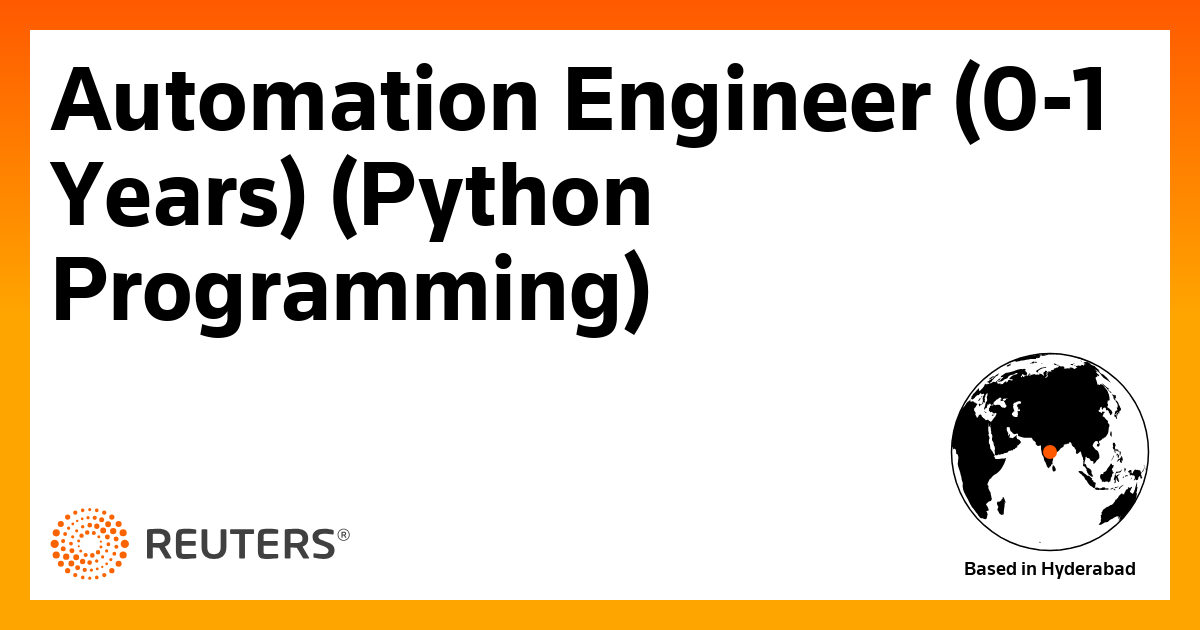 Automation Engineer (0-1
Years) (Python
Programming)
REUTERS®
Based in Hyderabad